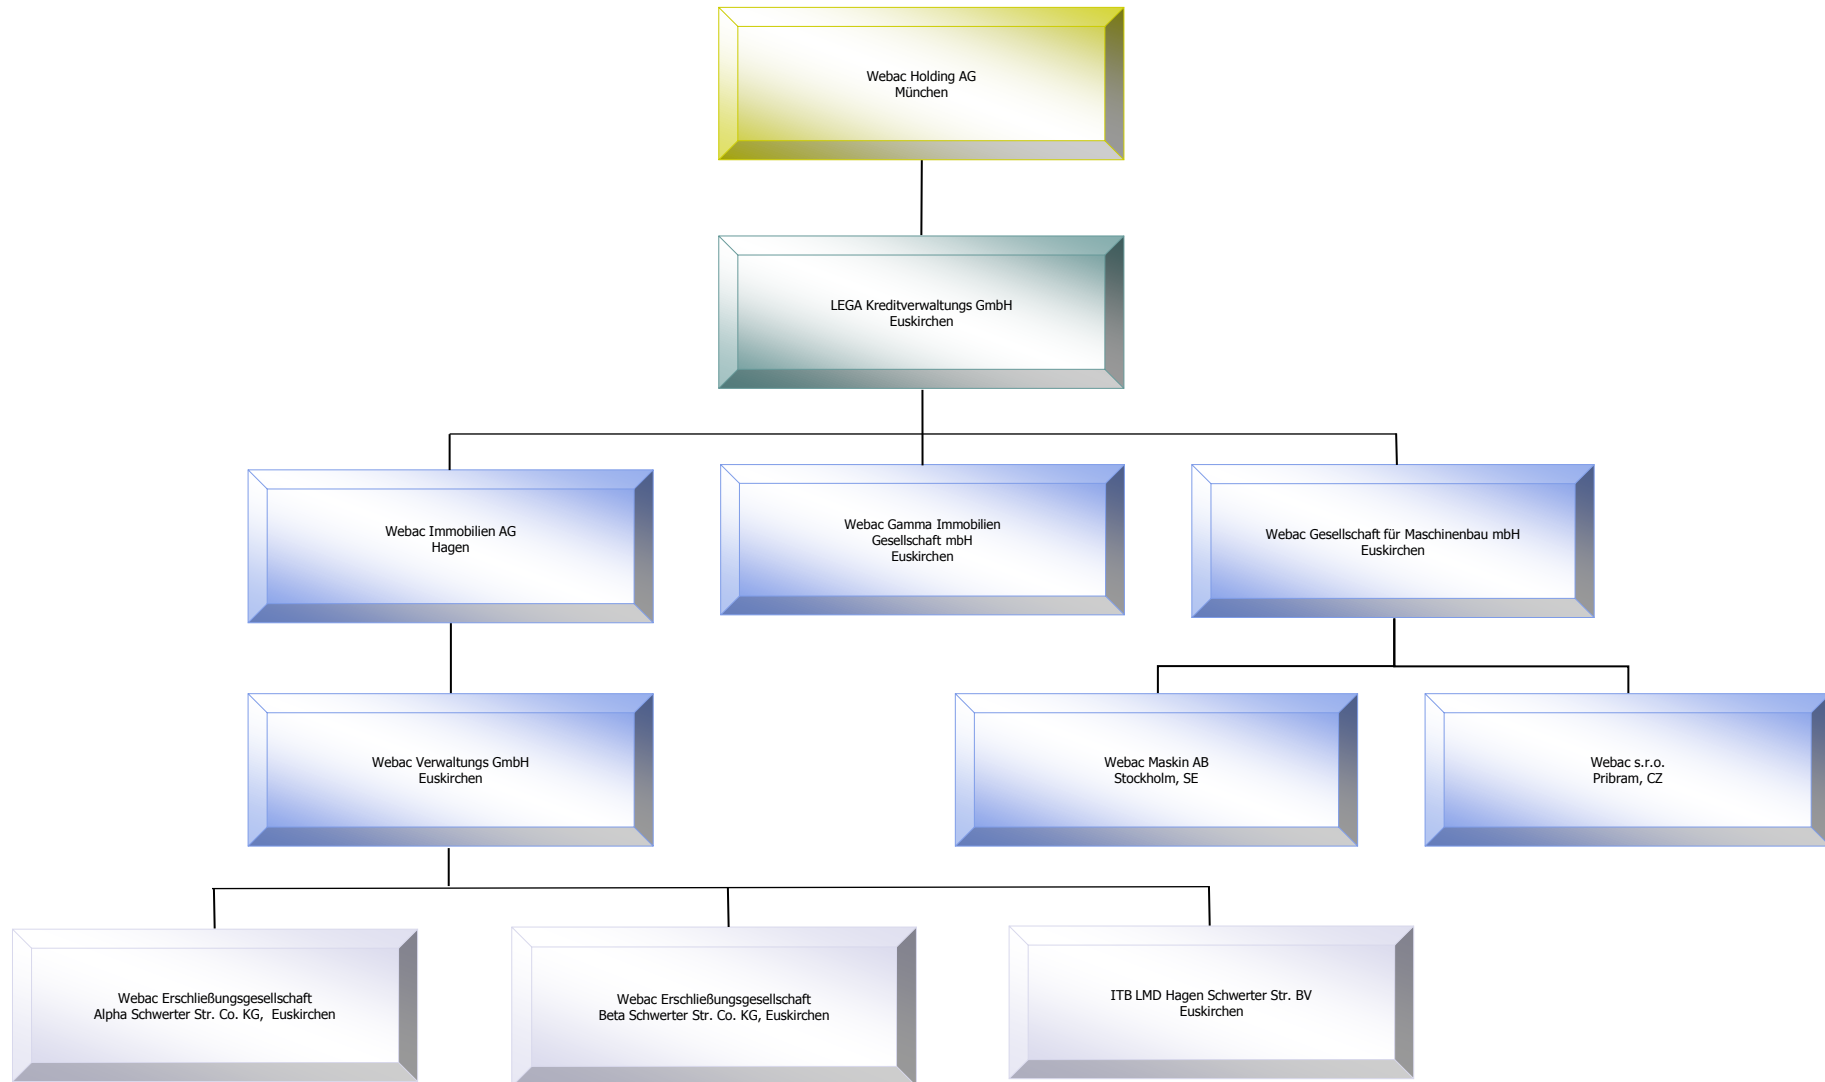 Webac Holding AG
München
LEGA Kreditverwaltungs GmbH
Euskirchen
Webac Immobilien AG
Hagen
Webac Gamma Immobilien
Gesellschaft mbH
Euskirchen
Webac Gesellschaft für Maschinenbau mbH
Euskirchen
Webac Verwaltungs GmbH
Euskirchen
Webac Maskin AB
Stockholm, SE
Webac s.r.o.
Pribram, CZ
Webac Erschließungsgesellschaft
Alpha Schwerter Str. Co. KG, Euskirchen
Webac Erschließungsgesellschaft
Beta Schwerter Str. Co. KG, Euskirchen
ITB LMD Hagen Schwerter Str. BV
Euskirchen